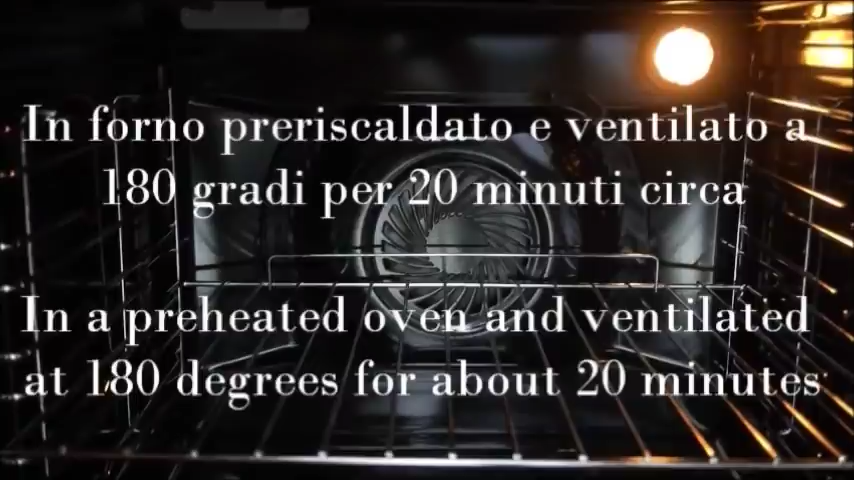 In forno preriscaldato e ventilato a
180 gradi per 20 minuti circa
In a preheated oven and ventilated
at 180 degrees for about 20 minutes